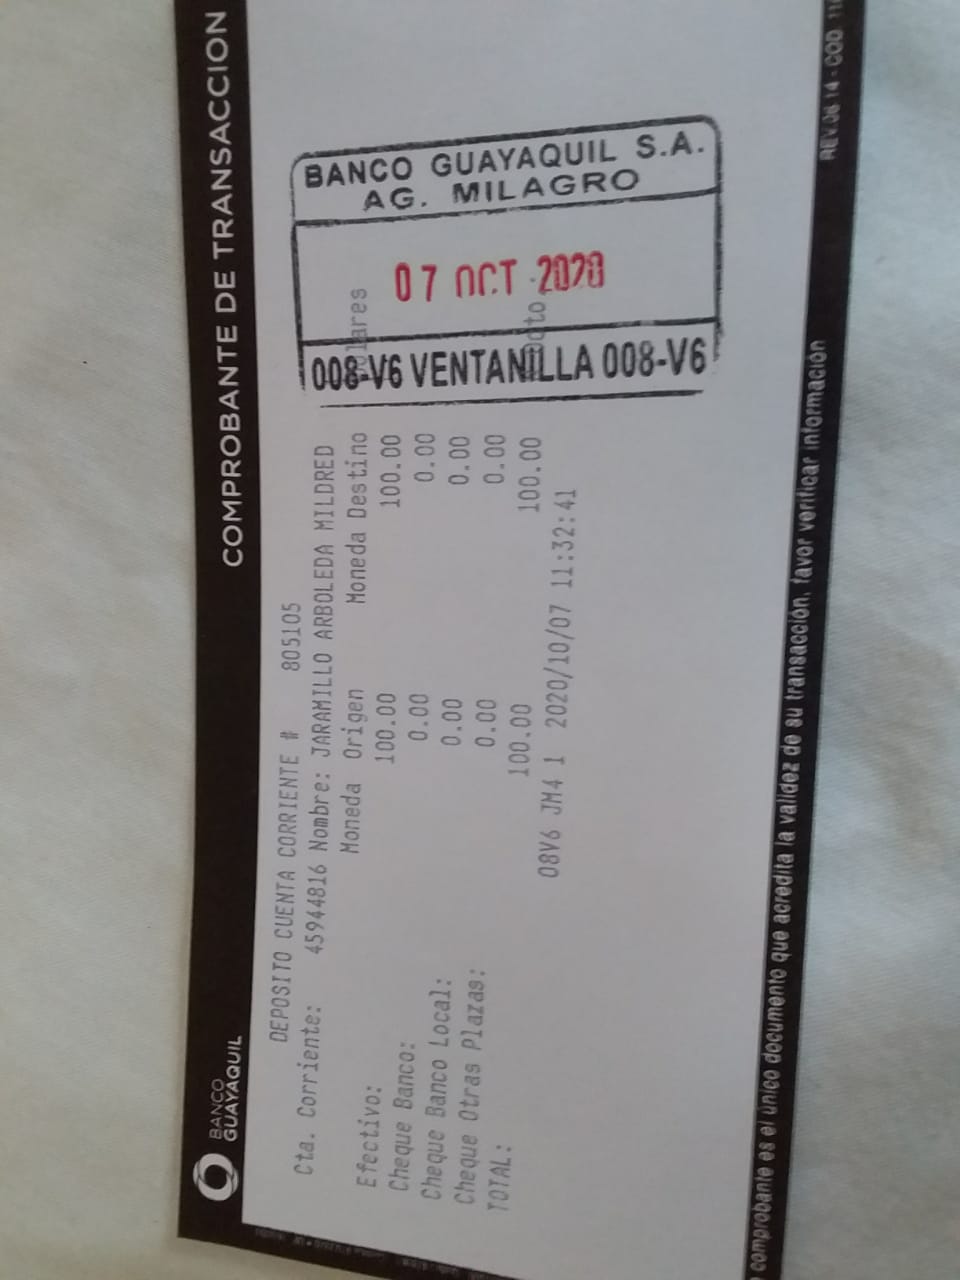 BANCO
GUAYAQUIL
COMPROBANTE DE TRANSACCION
DEPOSITO CUENTA CORRIENTE # 805105
Cta. Corriente: 45944816 Nombre: JARAMILLO ARBOLEDA MILDRED
Moneda Origen Moneda Destino
Efectivo: 100.00 100.00
Cheque Banco: 0.00 0.00
Cheque Banco Local: 0.00 0.00
Cheque Otras Plazas: 0.00 0.00
TOTAL: 100.00 100.00
08V6 JM4 1 2020/10/07 11:32:41
BANCO GUAYAQUIL S.A.
AG. MILAGRO
07 OCT 2020
008-V6 VENTANILLA 008-V6
comprobante es el único documento que acredita la validez de su transacción, favor verificar información
REV.06 14 - COD.